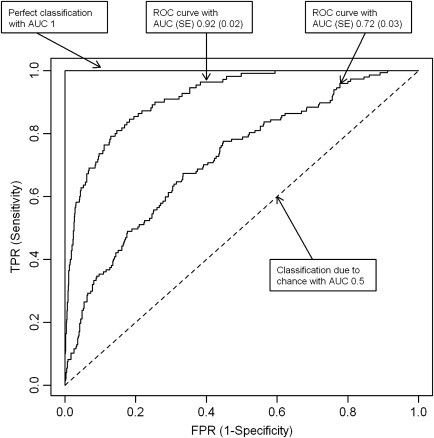 Perfect classification
with AUC 1
ROC curve with
AUC (SE) 0.92 (0.02)
ROC curve with
AUC (SE) 0.72 (0.03)
1.0
0.8
0.6
0.4
0.2
0.0
TPR (Sensitivity)
Classification due to
chance with AUC 0.5
0.0
0.2
0.4
0.6
0.8
1.0
FPR (1-Specificity)